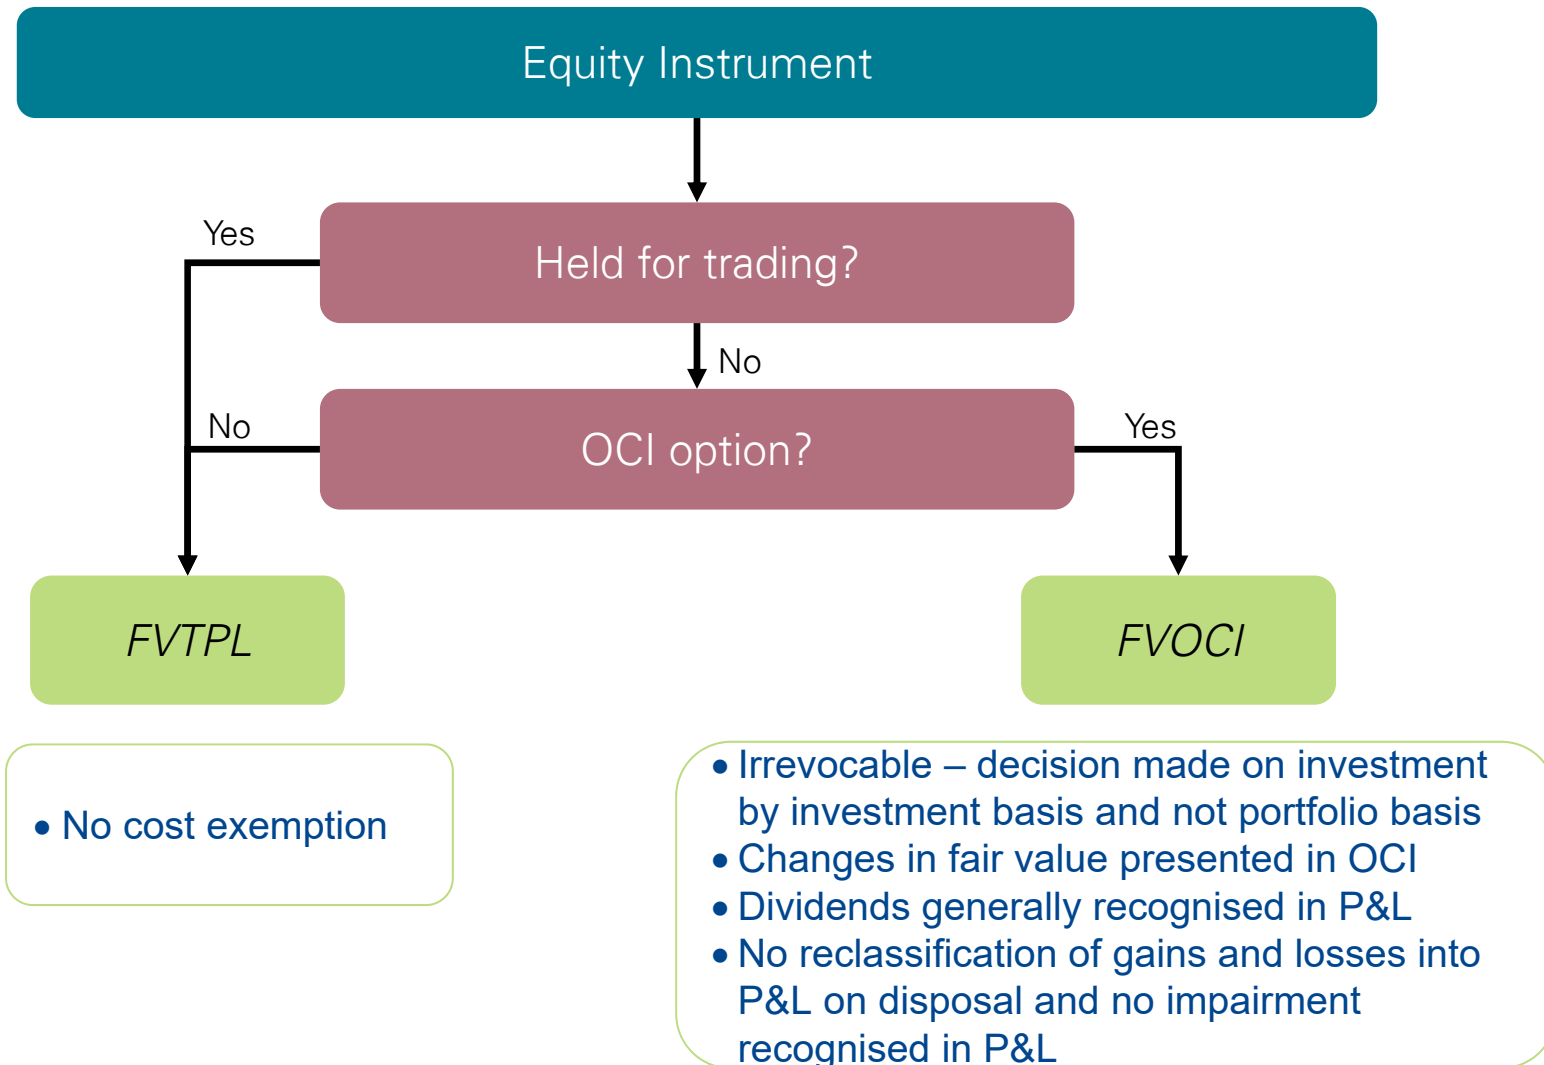 Equity Instrument
Yes
Held for trading?
No
No
OCI option?
Yes
FVTPL
FVOCI
• No cost exemption
• Irrevocable – decision made on investment
by investment basis and not portfolio basis
• Changes in fair value presented in OCI
• Dividends generally recognised in P&L
• No reclassification of gains and losses into
P&L on disposal and no impairment
recognised in P&L